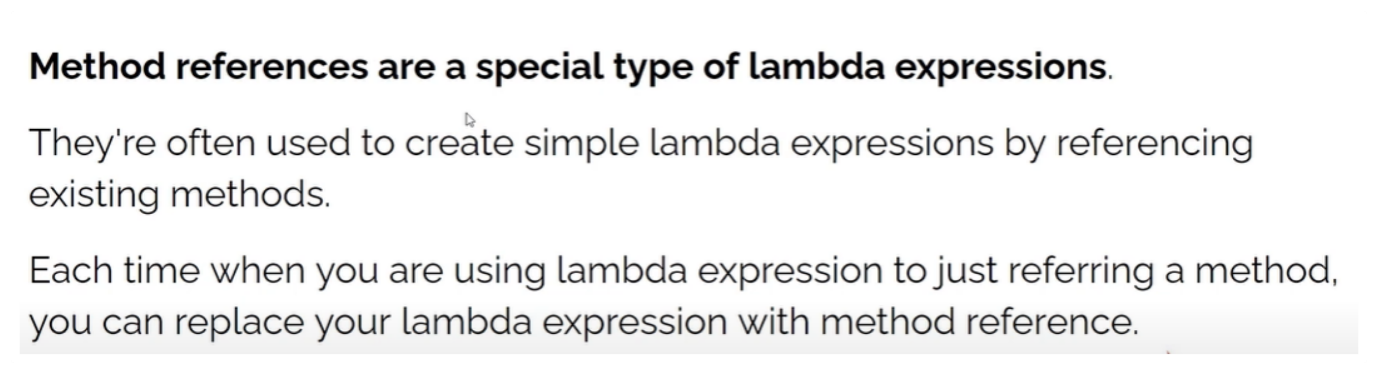 Method references are a special type of lambda expressions.
They're often used to create simple lambda expressions by referencing
existing methods.
Each time when you are using lambda expression to just referring a method,
you can replace your lambda expression with method reference.